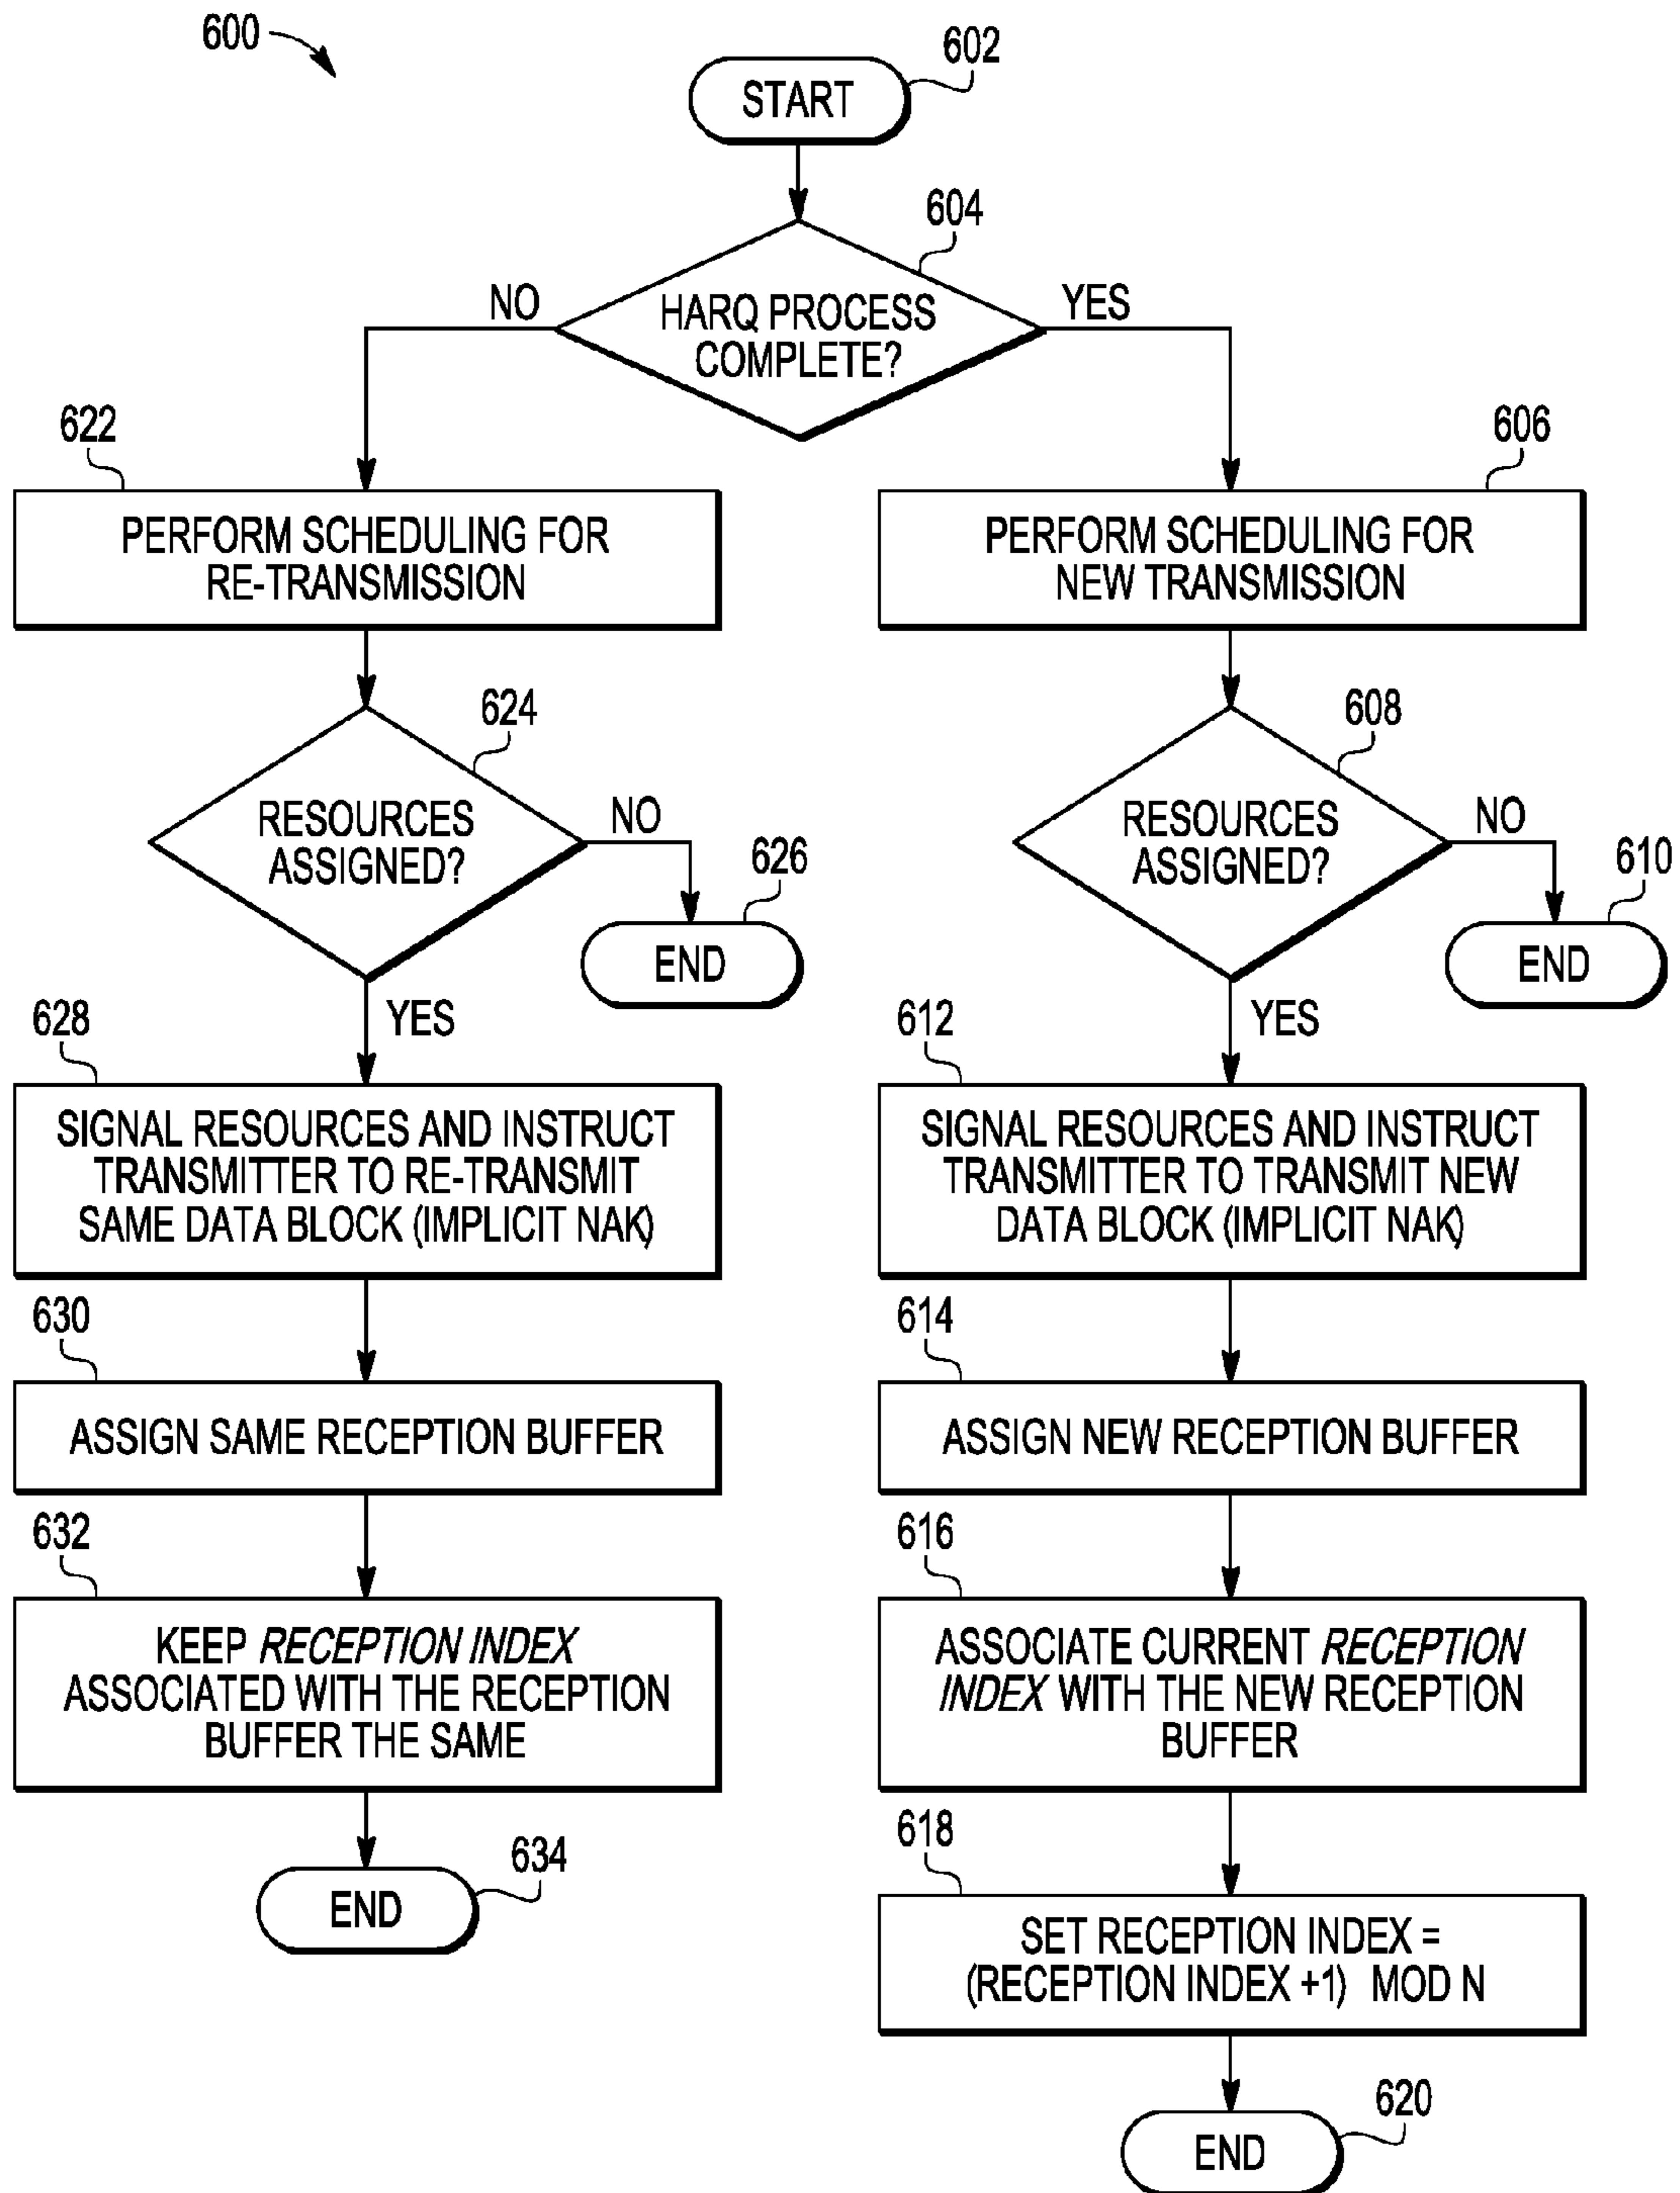 600
602
START
604
HARQ PROCESS
COMPLETE?
NO
YES
622
PERFORM SCHEDULING FOR
RE-TRANSMISSION
624
RESOURCES
ASSIGNED?
NO
626
END
YES
628
SIGNAL RESOURCES AND INSTRUCT
TRANSMITTER TO RE-TRANSMIT
SAME DATA BLOCK (IMPLICIT NAK)
630
ASSIGN SAME RECEPTION BUFFER
632
KEEP RECEPTION INDEX
ASSOCIATED WITH THE RECEPTION
BUFFER THE SAME
634
END
606
PERFORM SCHEDULING FOR
NEW TRANSMISSION
608
RESOURCES
ASSIGNED?
NO
610
END
YES
612
SIGNAL RESOURCES AND INSTRUCT
TRANSMITTER TO TRANSMIT NEW
DATA BLOCK (IMPLICIT NAK)
614
ASSIGN NEW RECEPTION BUFFER
616
ASSOCIATE CURRENT RECEPTION
INDEX WITH THE NEW RECEPTION
BUFFER
618
SET RECEPTION INDEX =
(RECEPTION INDEX +1) MOD N
620
END